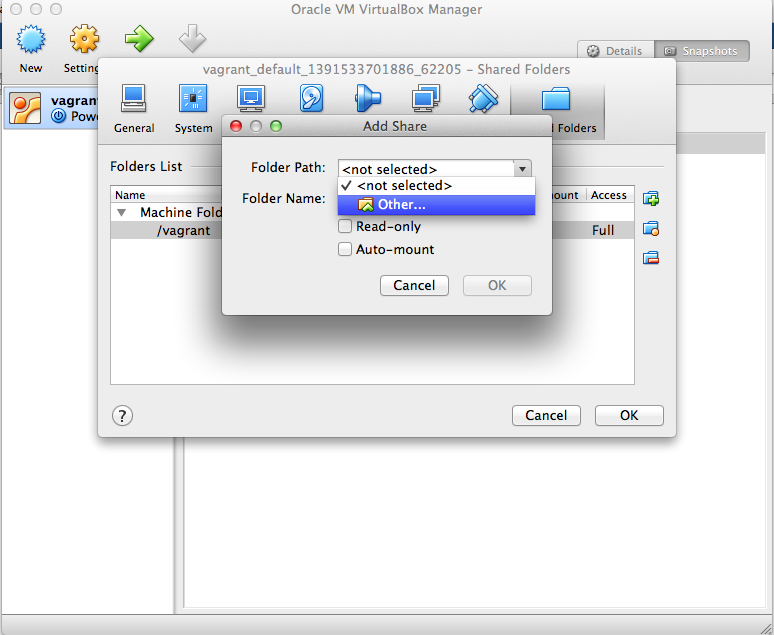 Oracle VM VirtualBox Manager
New
Setting
Details
Snapshots
vagrant
Powe
vagrant_default_1391533701886_62205 – Shared Folders
General
System
d Folders
Add Share
Folders List
Folder Path:
<not selected>
<not selected>
Other...
Folder Name:
Read-only
Auto-mount
Cancel
OK
Name
ount
Access
Machine Fold
/vagrant
Full
?
Cancel
OK